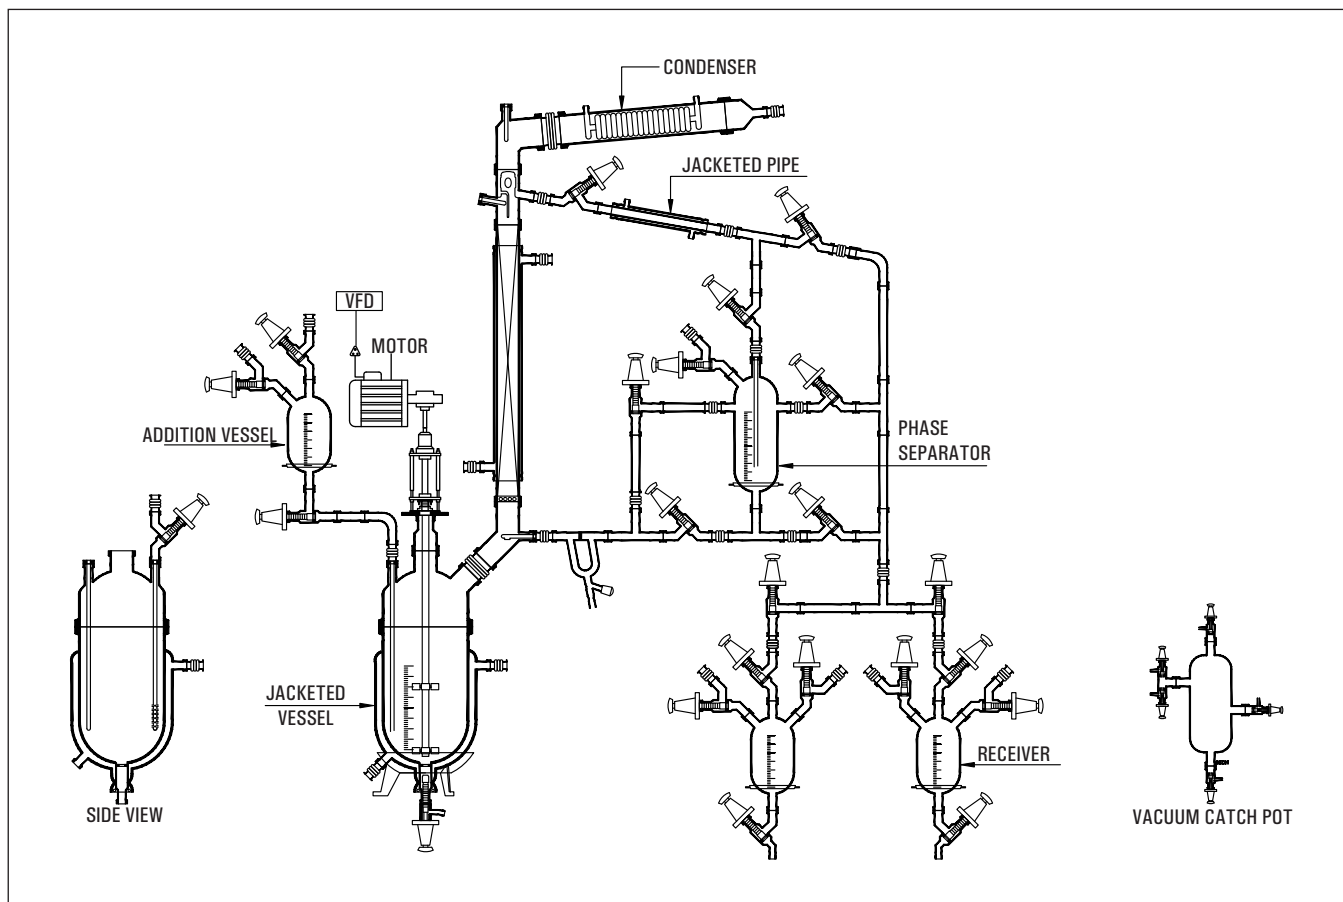 CONDENSER
JACKETED PIPE
VFD
MOTOR
ADDITION VESSEL
PHASE
SEPARATOR
JACKETED
VESSEL
RECEIVER
SIDE VIEW
VACUUM CATCH POT